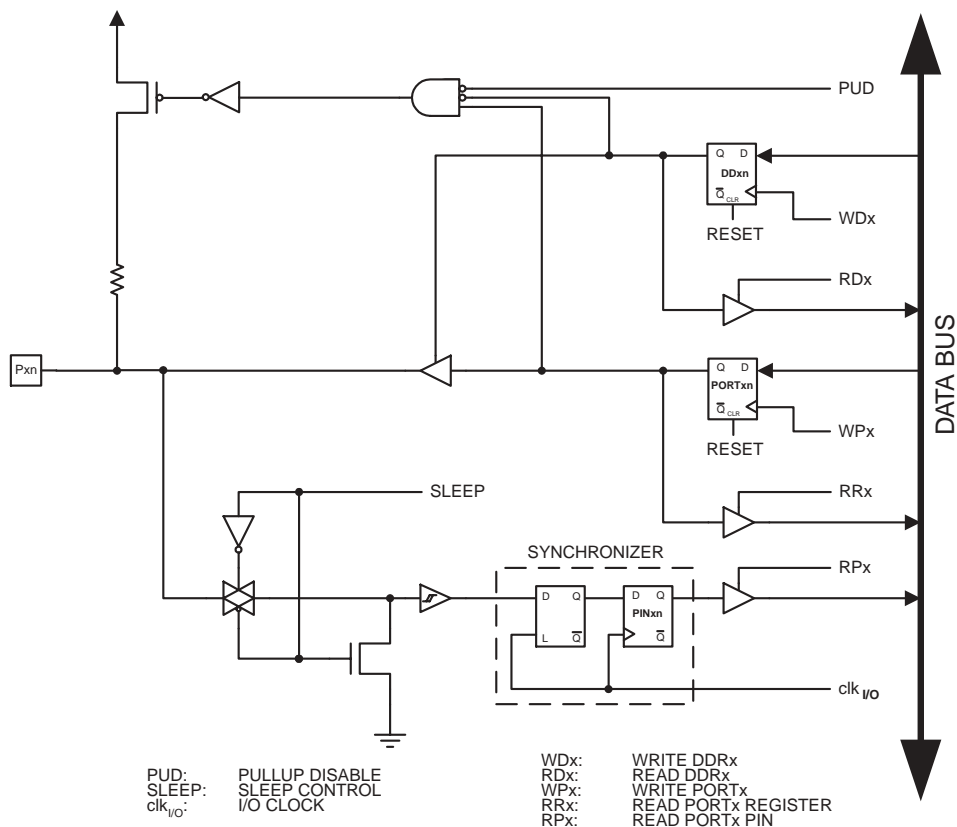 PUD
Q D
DDxn
Q CLR
WDx
RESET
RDx
Pxn
Q D
PORTxn
Q CLR
WPx
RESET
DATA BUS
SLEEP
RRx
SYNCHRONIZER
RPx
D Q
L Q
D Q
PINxn
Q
clk I/O
PUD: PULLUP DISABLE
SLEEP: SLEEP CONTROL
clkI/O: I/O CLOCK
WDx: WRITE DDRx
RDx: READ DDRx
WPx: WRITE PORTx
RRx: READ PORTx REGISTER
RPx: READ PORTx PIN